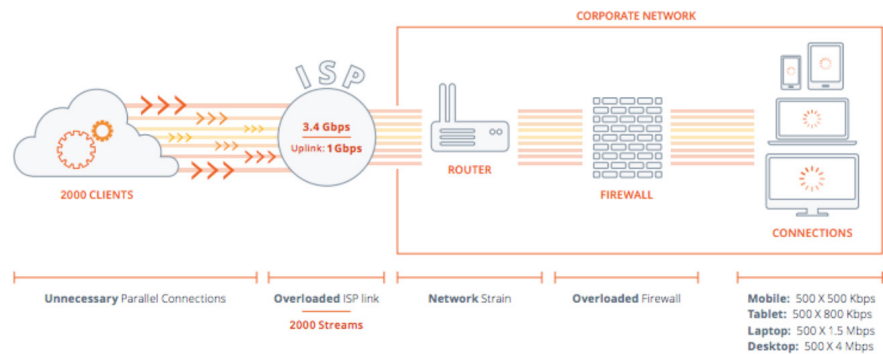 CORPORATE NETWORK
ISP
3.4 Gbps
Uplink: 1Gbps
2000 CLIENTS
ROUTER
FIREWALL
CONNECTIONS
Unnecessary Parallel Connections
Overloaded ISP link
2000 Streams
Network Strain
Overloaded Firewall
Mobile: 500 X 500 Kbps
Tablet: 500 X 800 Kbps
Laptop: 500 X 1.5 Mbps
Desktop: 500 X 4 Mbps